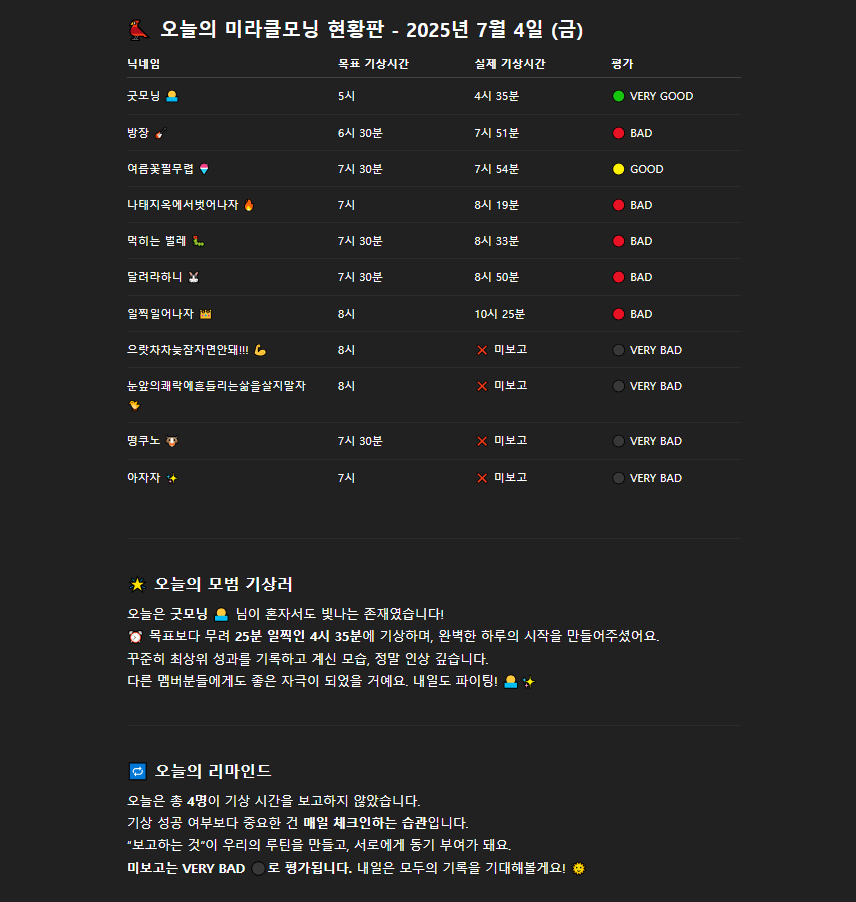 🐦 오늘의 미라클모닝 현황판 - 2025년 7월 4일 (금)
닉네임 목표 기상시간 실제 기상시간 평가
굿모닝 🙂 5시 4시 35분 🟢 VERY GOOD
방장 🎸 6시 30분 7시 51분 🔴 BAD
여름꽃필무렵 🍧 7시 30분 7시 54분 🟡 GOOD
나태지옥에서벗어나자 🔥 7시 8시 19분 🔴 BAD
먹히는 벌레 🐛 7시 30분 8시 33분 🔴 BAD
달려라하니 🐰 7시 30분 8시 50분 🔴 BAD
일찍일어나자 👑 8시 10시 25분 🔴 BAD
으랏차차늦잠자면안돼!!! 💪 8시 ❌ 미보고 ⚫ VERY BAD
눈앞의쾌락에흔들리는삶을살지말자 8시 ❌ 미보고 ⚫ VERY BAD
🐤
떵쿠노 🐮 7시 30분 ❌ 미보고 ⚫ VERY BAD
아자자 ✨ 7시 ❌ 미보고 ⚫ VERY BAD
🌟 오늘의 모범 기상러
오늘은 굿모닝 🙂 님이 혼자서도 빛나는 존재였습니다!
⏰ 목표보다 무려 25분 일찍인 4시 35분에 기상하며, 완벽한 하루의 시작을 만들어주셨어요.
꾸준히 최상위 성과를 기록하고 계신 모습, 정말 인상 깊습니다.
다른 멤버분들에게도 좋은 자극이 되었을 거예요. 내일도 파이팅! 🙂 ✨
🔁 오늘의 리마인드
오늘은 총 4명이 기상 시간을 보고하지 않았습니다.
기상 성공 여부보다 중요한 건 매일 체크인하는 습관입니다.
“보고하는 것”이 우리의 루틴을 만들고, 서로에게 동기 부여가 돼요.
미보고는 VERY BAD ⚫로 평가됩니다. 내일은 모두의 기록을 기대해볼게요! 🌞